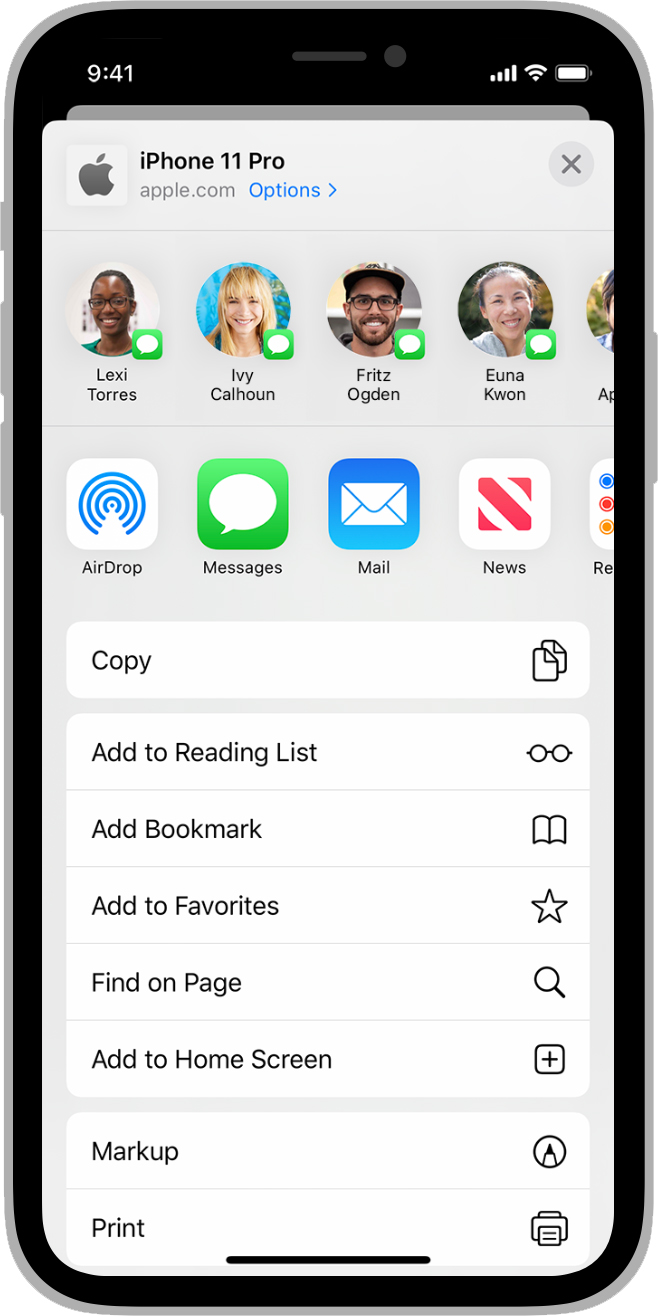 9:41
iPhone 11 Pro
apple.com Options >
Lexi
Torres
Ivy
Calhoun
Fritz
Ogden
Euna
Kwon
AirDrop
Messages
Mail
News
Copy
Add to Reading List
Add Bookmark
Add to Favorites
Find on Page
Add to Home Screen
Markup
Print